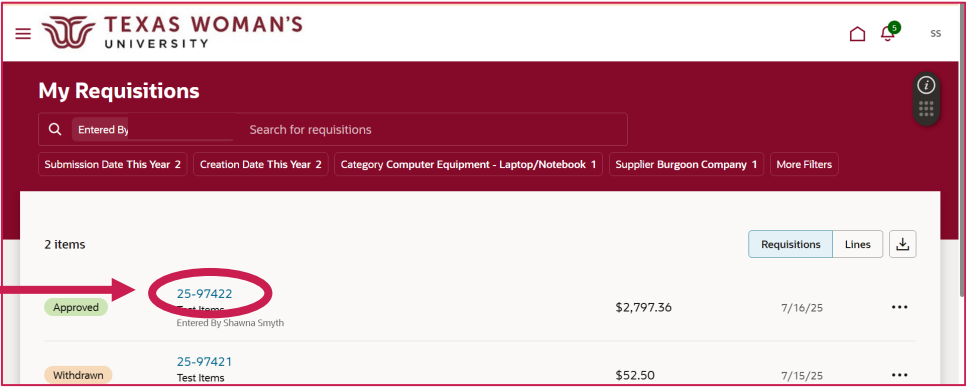 TEXAS WOMAN'S
UNIVERSITY
5
SS
My Requisitions
i
Entered By Search for requisitions
Submission Date This Year 2 Creation Date This Year 2 Category Computer Equipment - Laptop/Notebook 1 Supplier Burgoon Company 1 More Filters
2 items Requisitions Lines
25-97422
Approved Test Items $2,797.36 7/16/25
Entered By Shawna Smyth
25-97421
Withdrawn Test Items $52.50 7/15/25